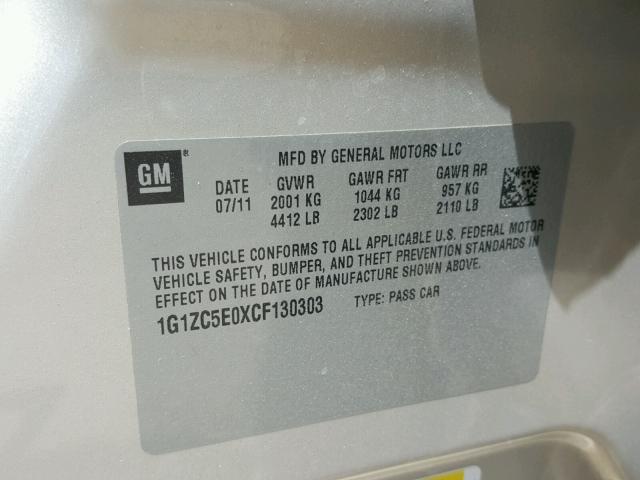 GM®
MFD BY GENERAL MOTORS LLC
DATE GVWR GAWR FRT GAWR RR
07/11 2001 KG 1044 KG 957 KG
4412 LB 2302 LB 2110 LB
THIS VEHICLE CONFORMS TO ALL APPLICABLE U.S. FEDERAL MOTOR
VEHICLE SAFETY, BUMPER, AND THEFT PREVENTION STANDARDS IN
EFFECT ON THE DATE OF MANUFACTURE SHOWN ABOVE.
1G1ZC5E0XCF130303 TYPE: PASS CAR